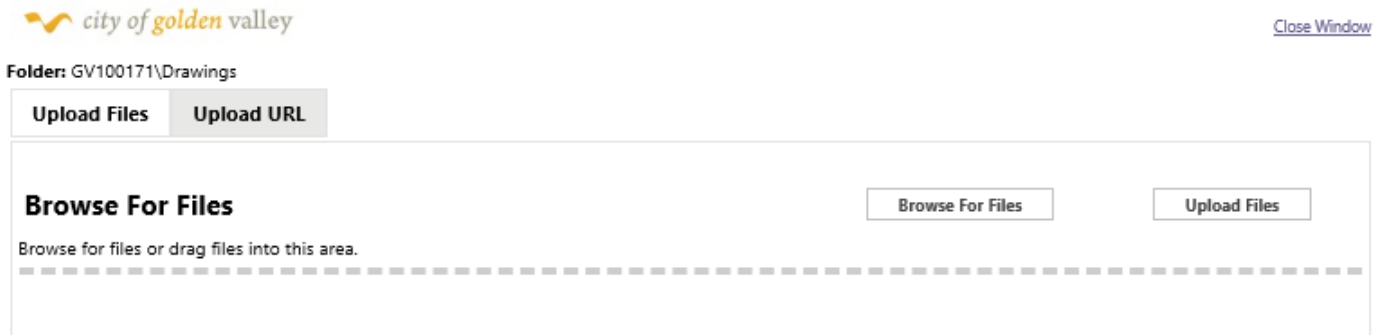 city of golden valley
Close Window
Folder: GV100171\Drawings
Upload Files
Upload URL
Browse For Files
Browse For Files
Upload Files
Browse for files or drag files into this area.